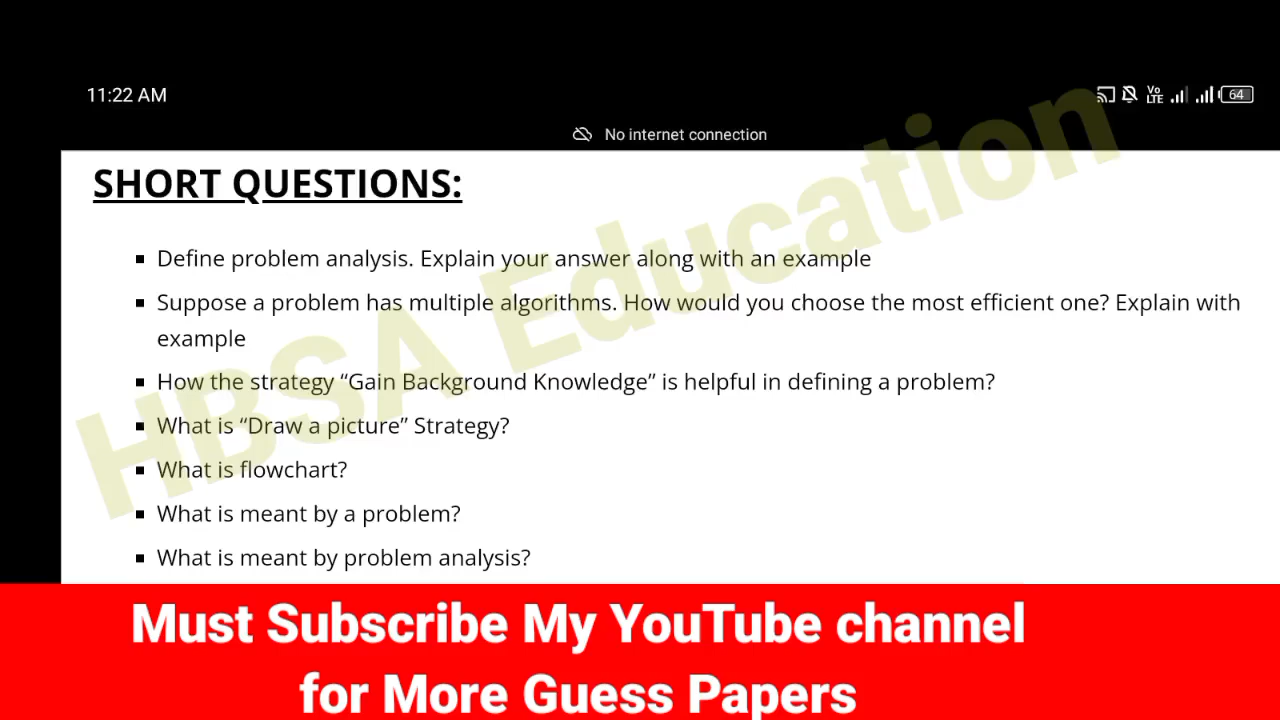 11:22 AM
Vo LTE 64
No internet connection
SHORT QUESTIONS:
▪ Define problem analysis. Explain your answer along with an example
▪ Suppose a problem has multiple algorithms. How would you choose the most efficient one? Explain with
example
▪ How the strategy “Gain Background Knowledge” is helpful in defining a problem?
▪ What is “Draw a picture” Strategy?
▪ What is flowchart?
▪ What is meant by a problem?
▪ What is meant by problem analysis?
HBSA Education
Must Subscribe My YouTube channel
for More Guess Papers